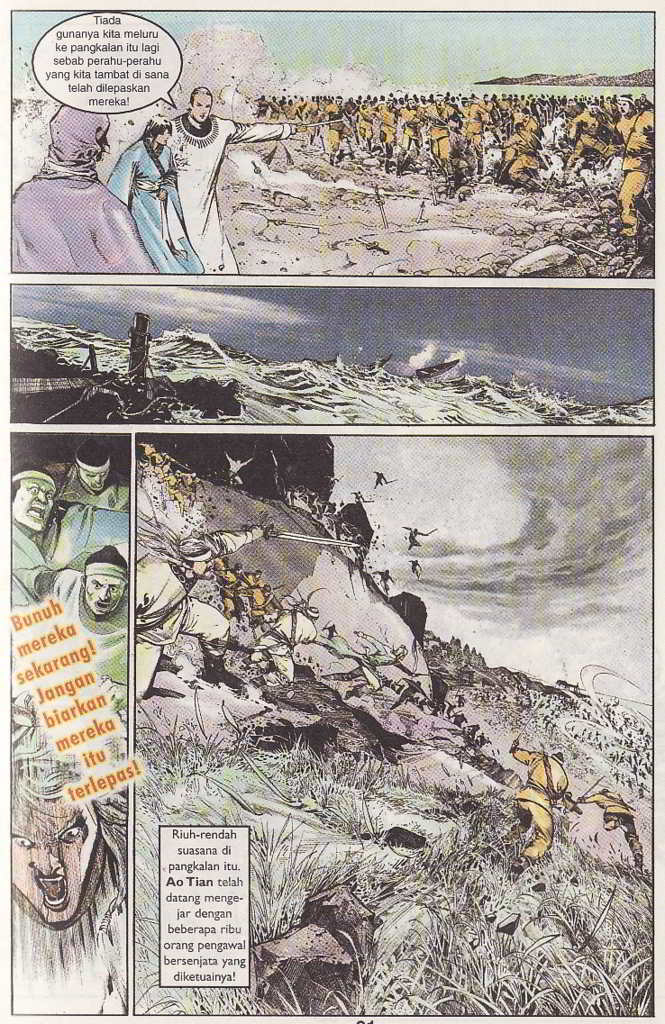 Tiada
gunanya kita meluru
ke pangkalan itu lagi
sebab perahu-perahu
yang kita tambat di sana
telah dilepaskan
mereka!
Bunuh
mereka
sekarang!
Jangan
biarkan
mereka
itu
terlepas!
Riuh-rendah
suasana di
pangkalan itu.
Ao Tian telah
datang menge-
jar dengan
beberapa ribu
orang pengawal
bersenjata yang
diketuainya!